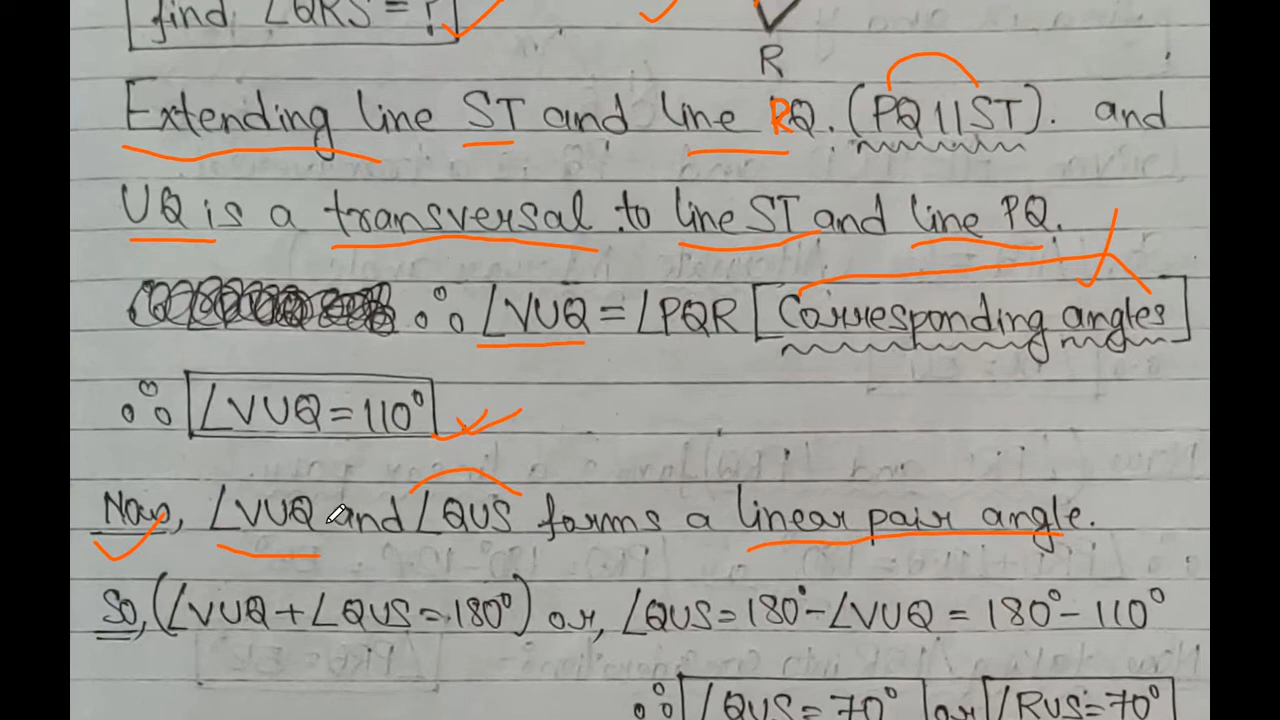 find ∠QRS = ?
R
Extending line ST and line RQ. (PQ||ST). and
UQ is a transversal to line ST and line PQ.
∴ ∠VUQ = ∠PQR [Corresponding angles]
∴ ∠VUQ = 110°
Now, ∠VUQ and ∠QUS forms a linear pair angle.
So, (∠VUQ + ∠QUS = 180°) or, ∠QUS = 180° - ∠VUQ = 180° - 110°
∴ ∠QUS = 70° or ∠RUS = 70°